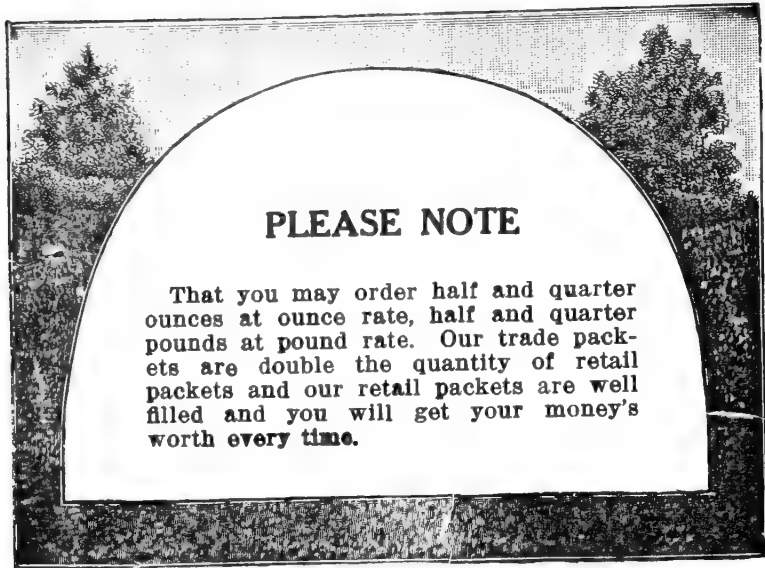 PLEASE NOTE
That you may order half and quarter
ounces at ounce rate, half and quarter
pounds at pound rate. Our trade pack-
ets are double the quantity of retail
packets and our retail packets are well
filled and you will get your money's
worth every time.